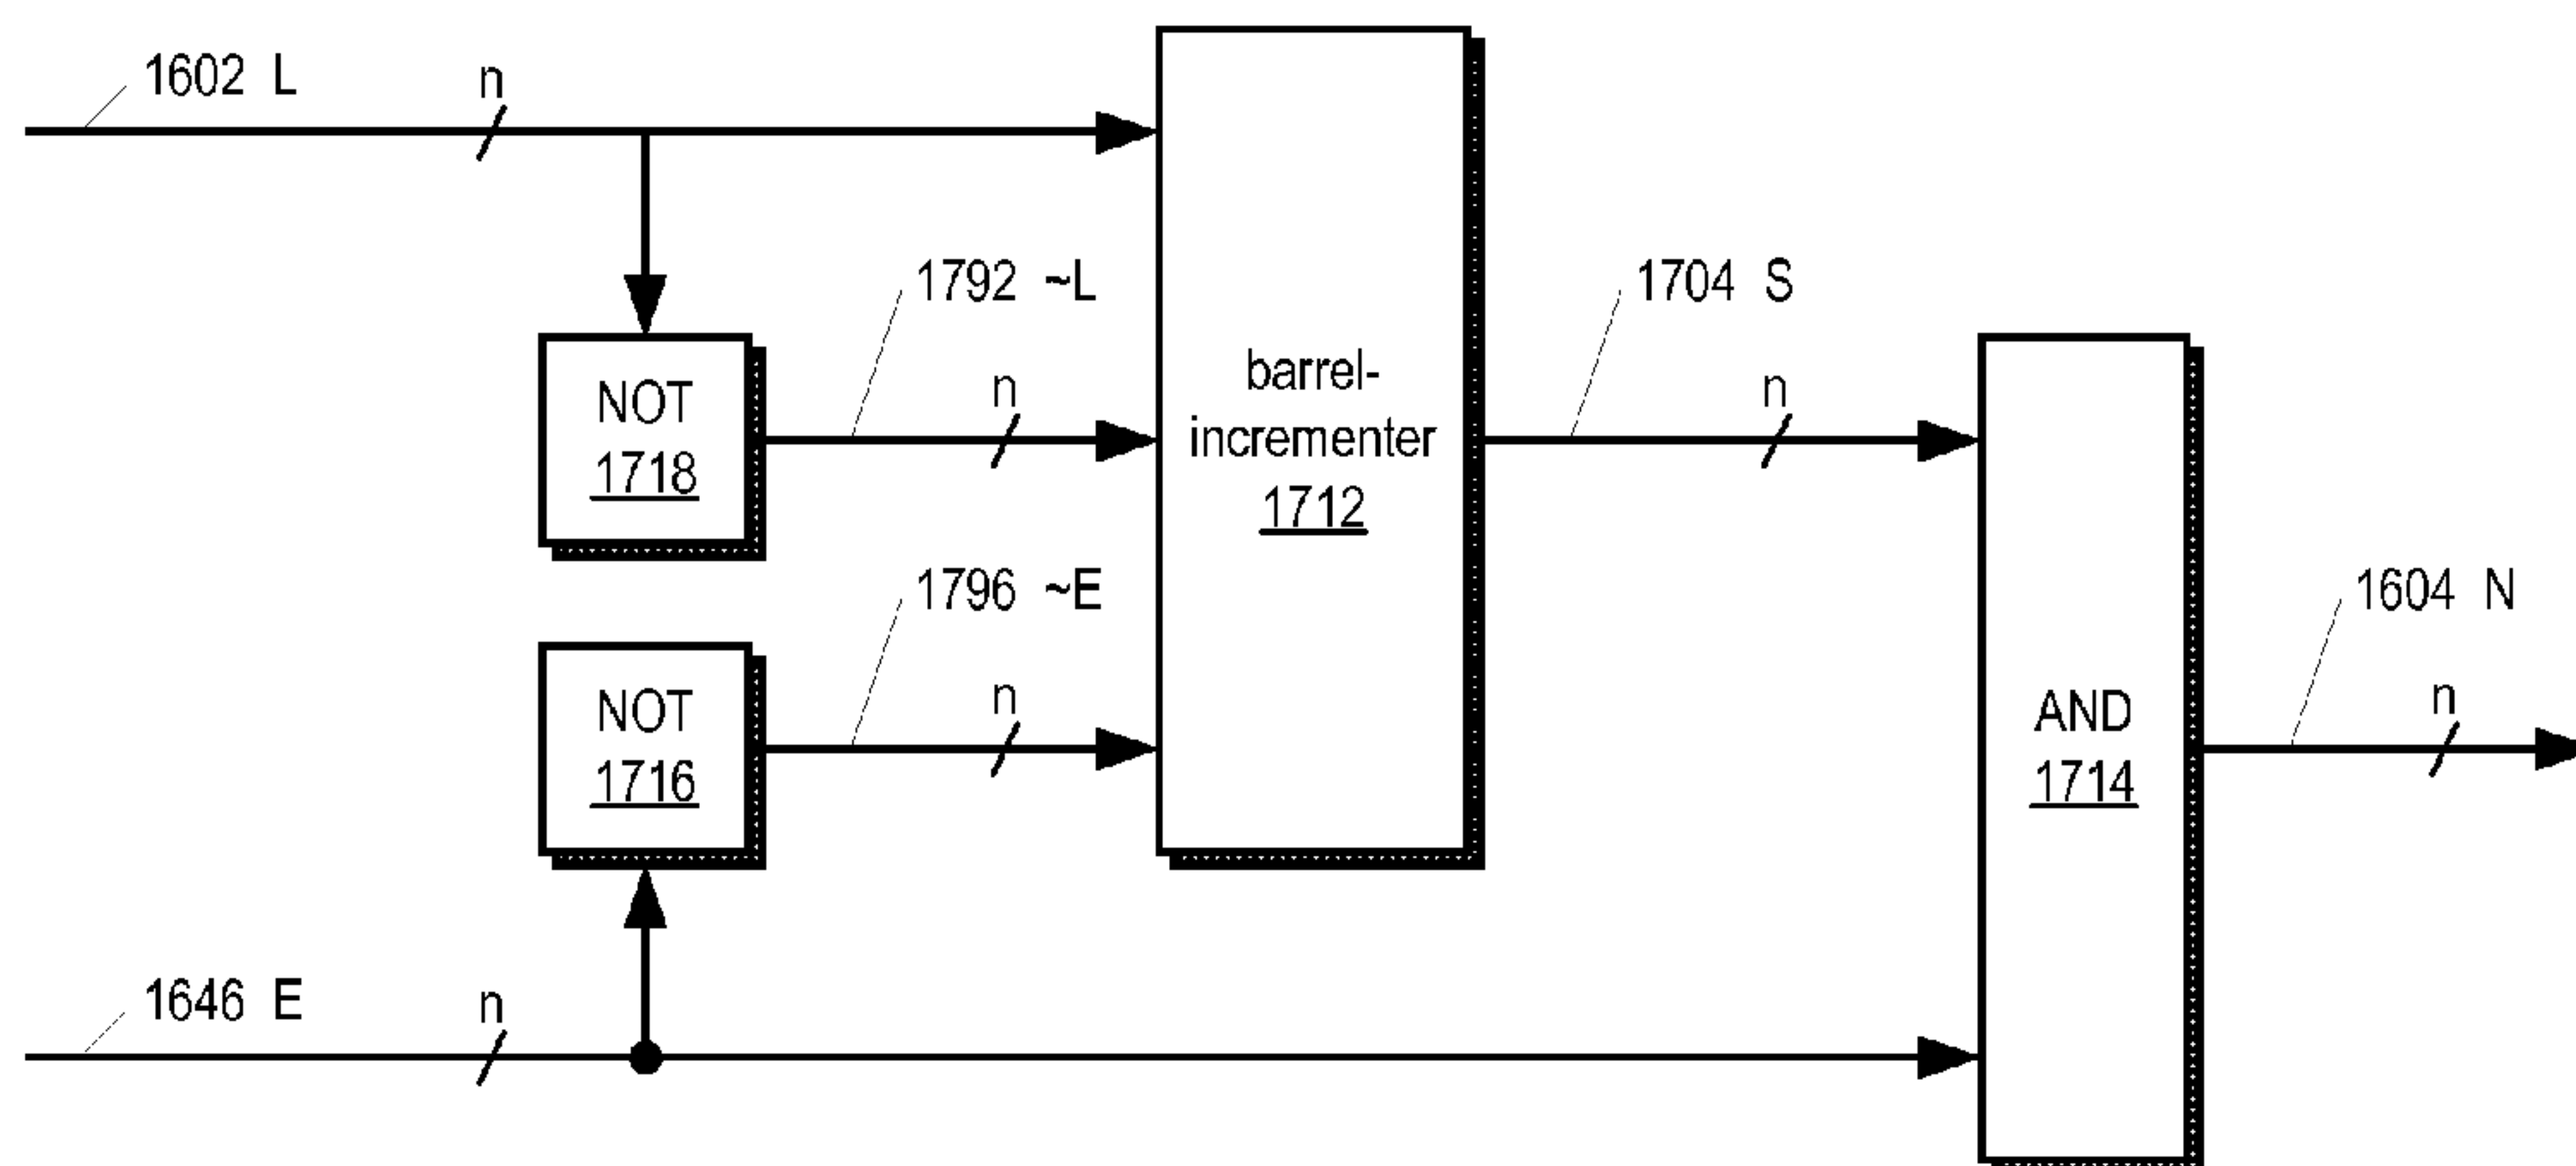 1602 L
n
NOT
1718
1792 ~L
n
barrel-
incrementer
1712
1704 S
n
NOT
1716
1796 ~E
n
AND
1714
1604 N
n
1646 E
n